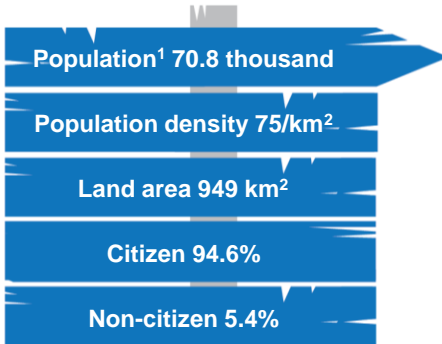 Population¹ 70.8 thousand
Population density 75/km²
Land area 949 km²
Citizen 94.6%
Non-citizen 5.4%